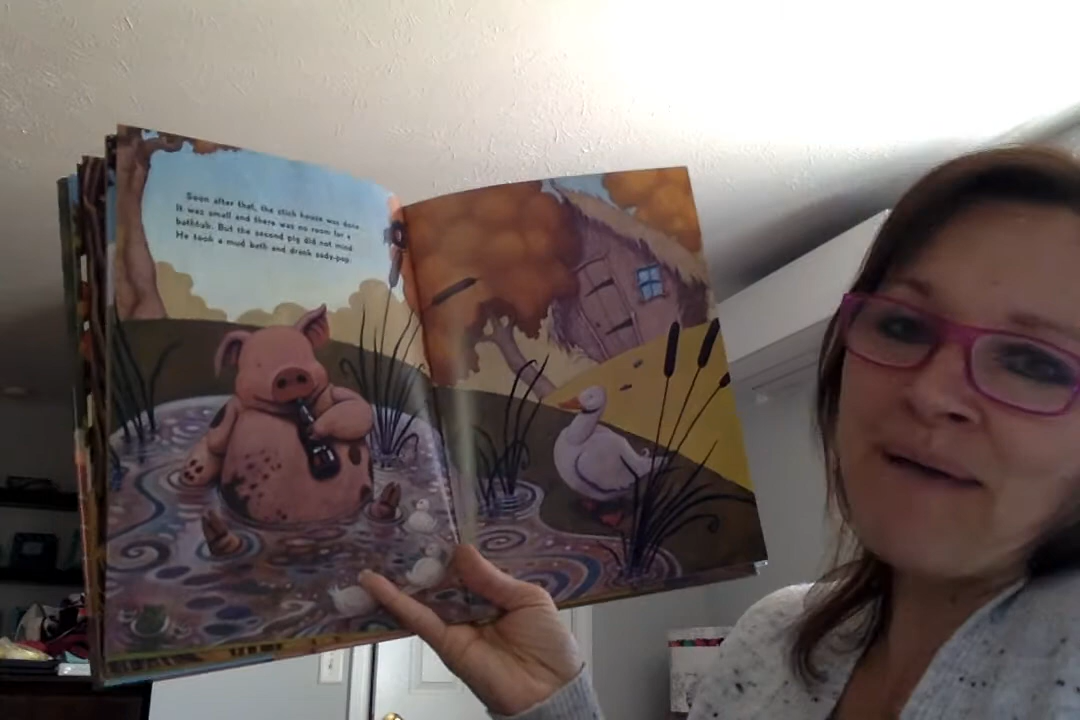 Soon after that, the stick house was done.
It was small and there was no room for a
bathtub. But the second pig did not mind.
He took a mud bath and drank sody-pop.